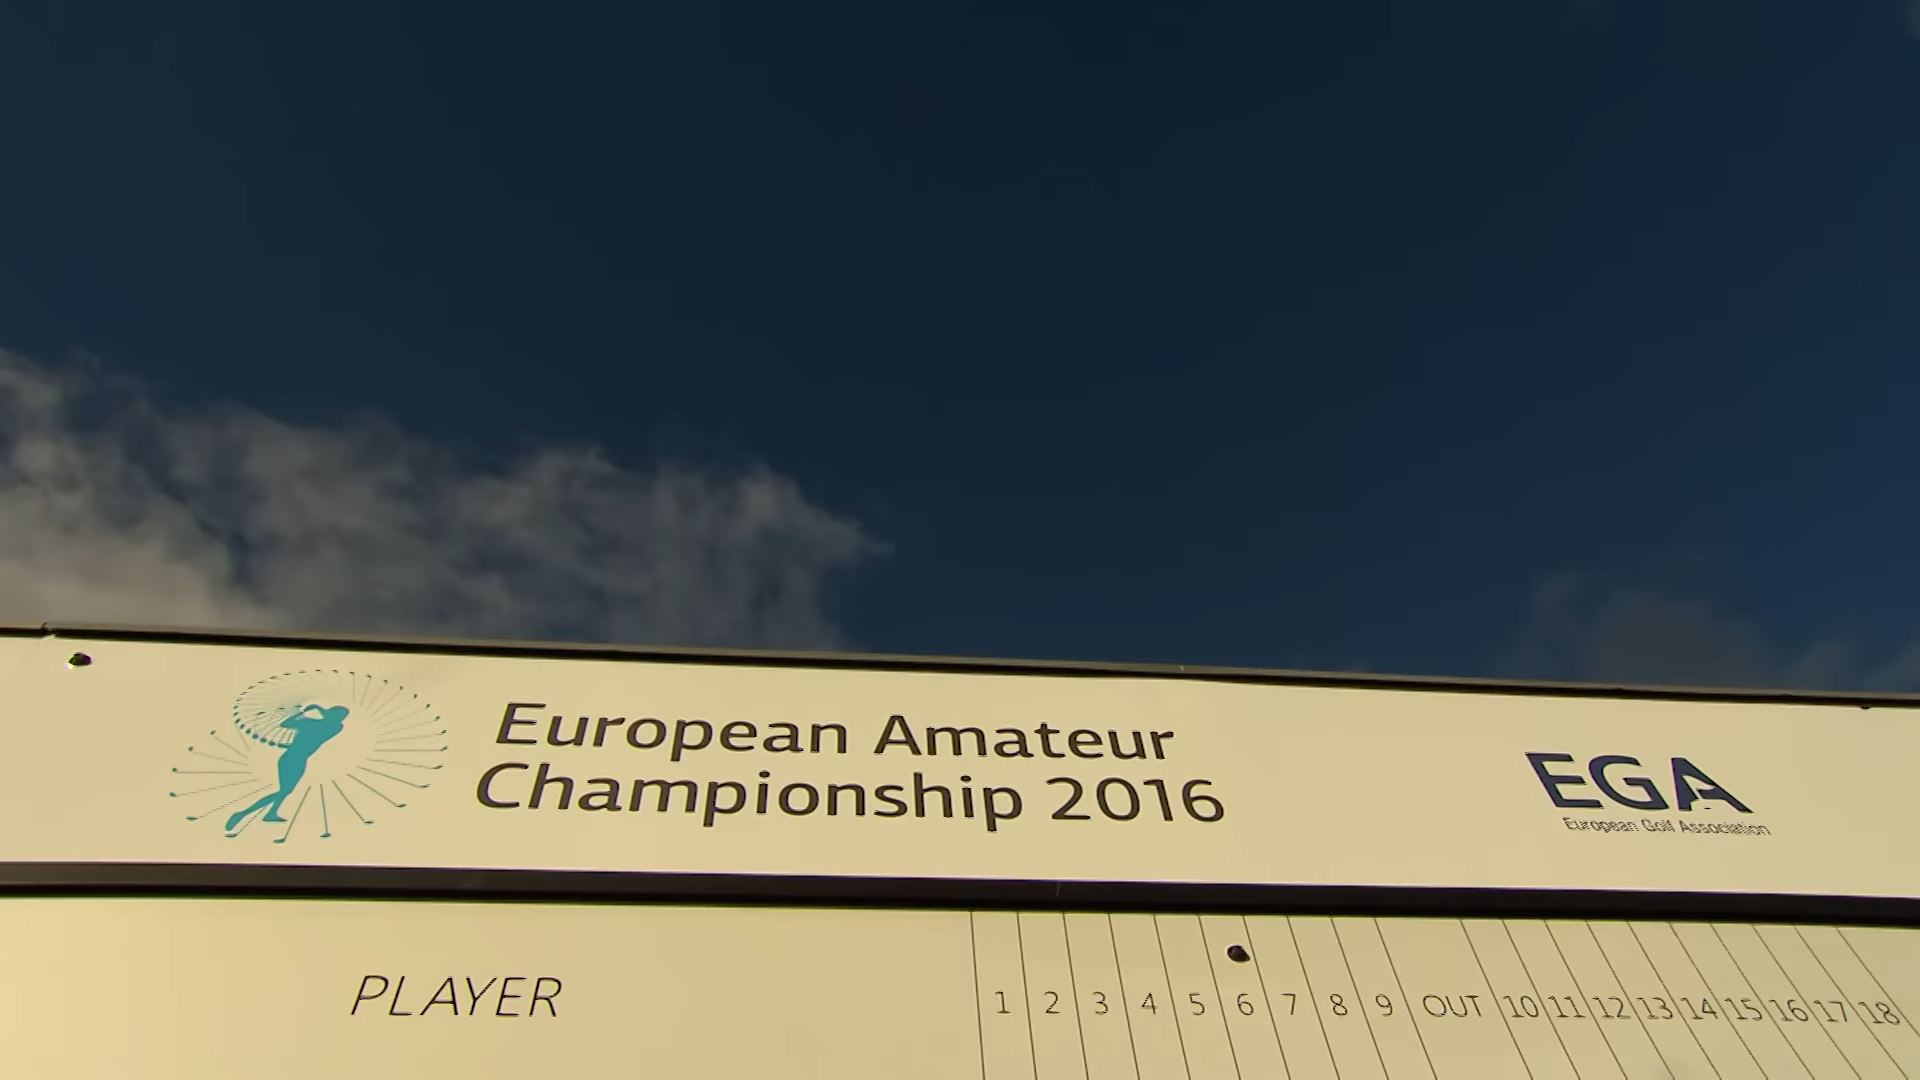 European Amateur
Championship 2016
EGA
European Golf Association
PLAYER 1 2 3 4 5 6 7 8 9 OUT 10 11 12 13 14 15 16 17 18